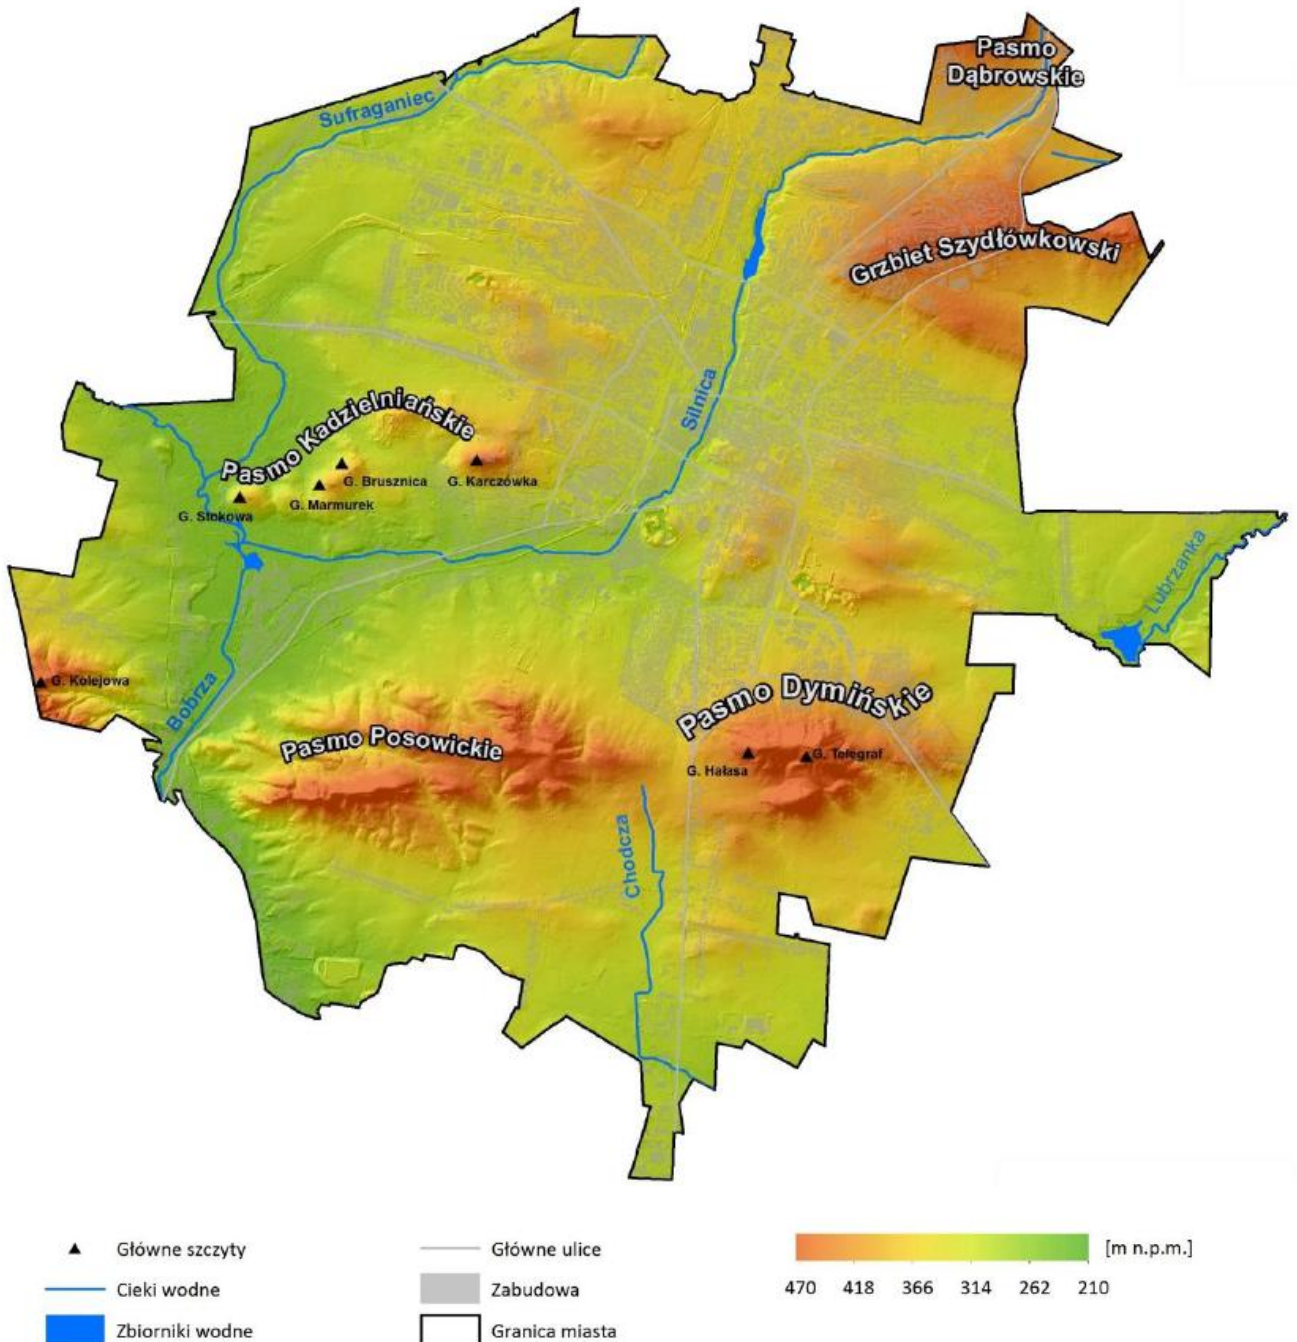 Pasmo
Dąbrowskie
Sufraganiec
Grzbiet Szydłówkowski
Silnica
Pasmo Kadzielniańskie
G. Brusznica
G. Karczówka
G. Marmurek
G. Stokowa
Lubrzanka
G. Kolejowa
Bobrza
Pasmo Dymińskie
Pasmo Posowickie
G. Hałasa
G. Telegraf
Chodcza
Główne szczyty
Główne ulice
[m n.p.m.]
Cieki wodne
Zabudowa
470 418 366 314 262 210
Zbiorniki wodne
Granica miasta